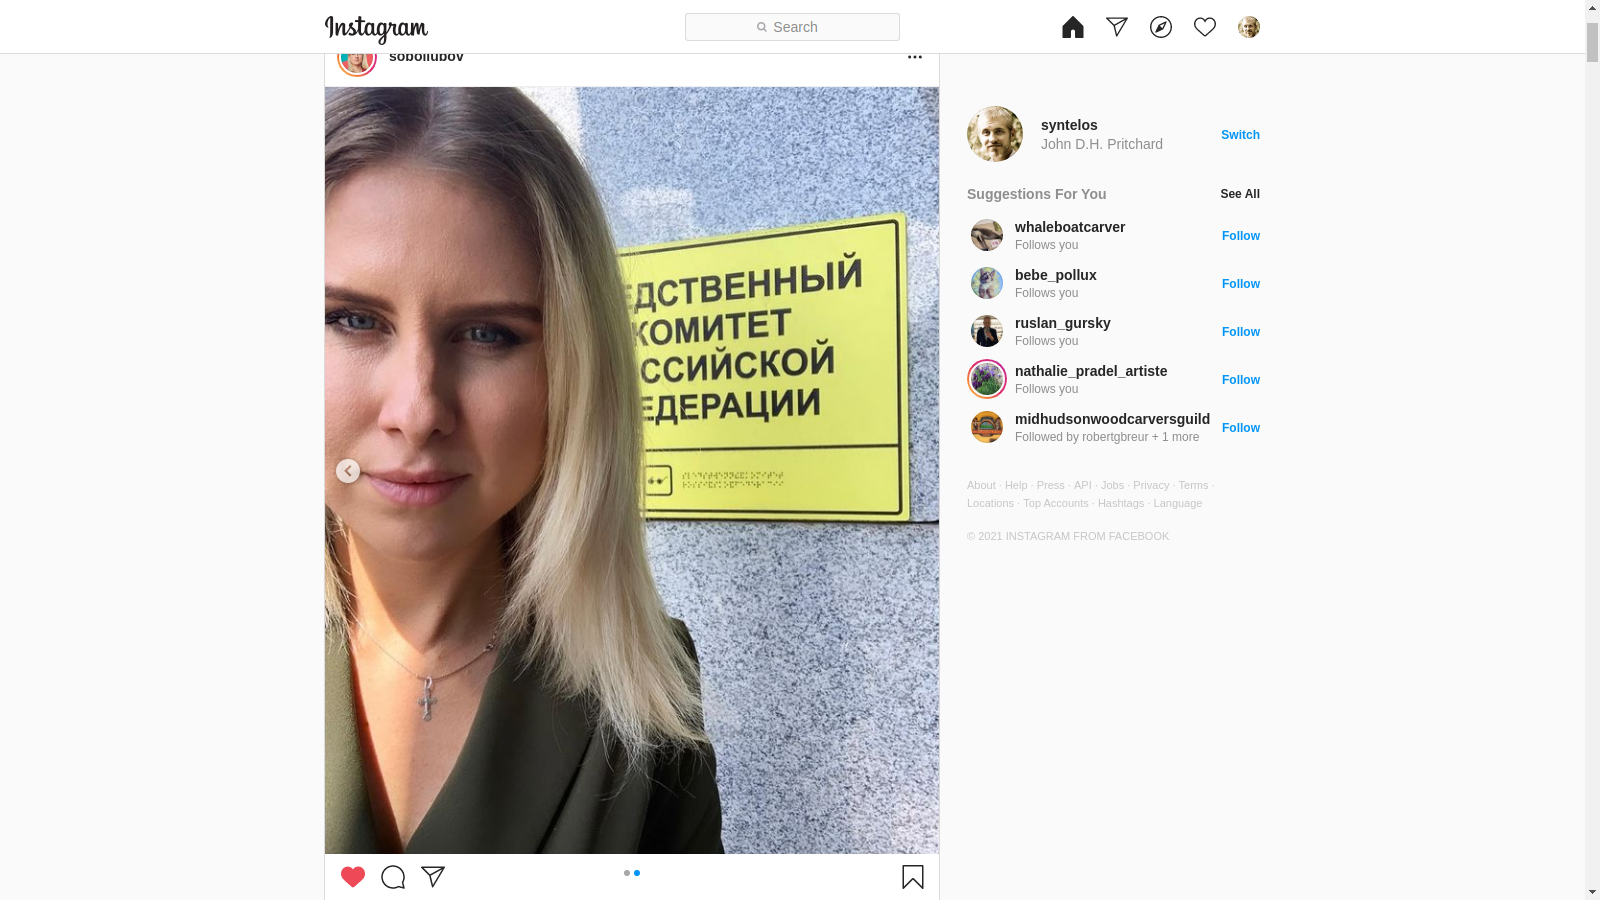 Instagram
Search
soboliubov
ДСТВЕННЫЙ
КОМИТЕТ
ССИЙСКОЙ
ЕДЕРАЦИИ
syntelos
John D.H. Pritchard
Switch
Suggestions For You
See All
whaleboatcarver
Follows you
Follow
bebe_pollux
Follows you
Follow
ruslan_gursky
Follows you
Follow
nathalie_pradel_artiste
Follows you
Follow
midhudsonwoodcarversguild
Followed by robertgbreur + 1 more
Follow
About · Help · Press · API · Jobs · Privacy · Terms ·
Locations · Top Accounts · Hashtags · Language
© 2021 INSTAGRAM FROM FACEBOOK